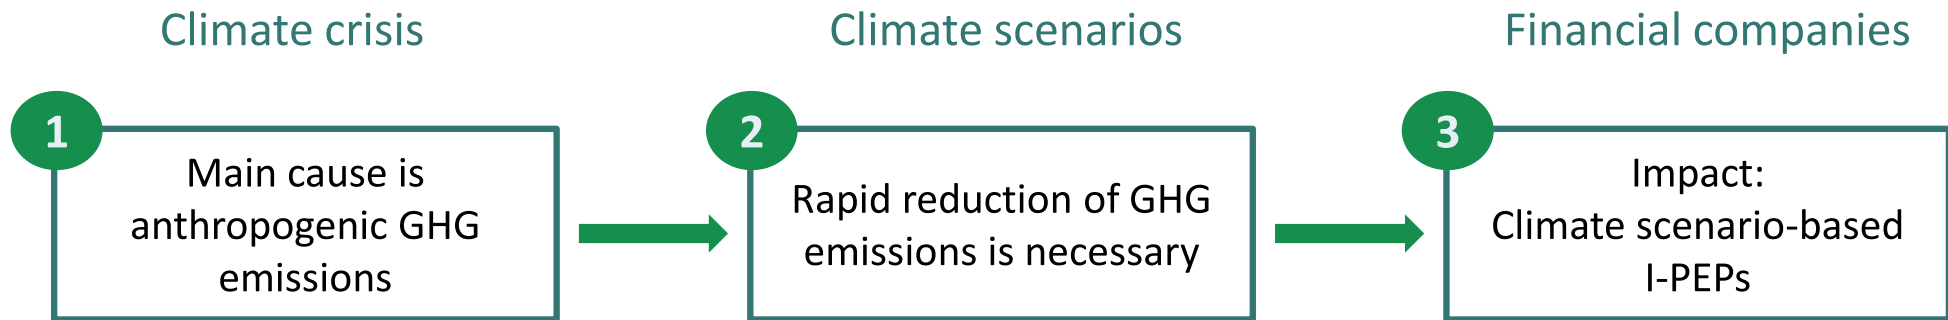 Climate crisis
Climate scenarios
Financial companies
1
Main cause is
anthropogenic GHG
emissions
2
Rapid reduction of GHG
emissions is necessary
3
Impact:
Climate scenario-based
I-PEPs